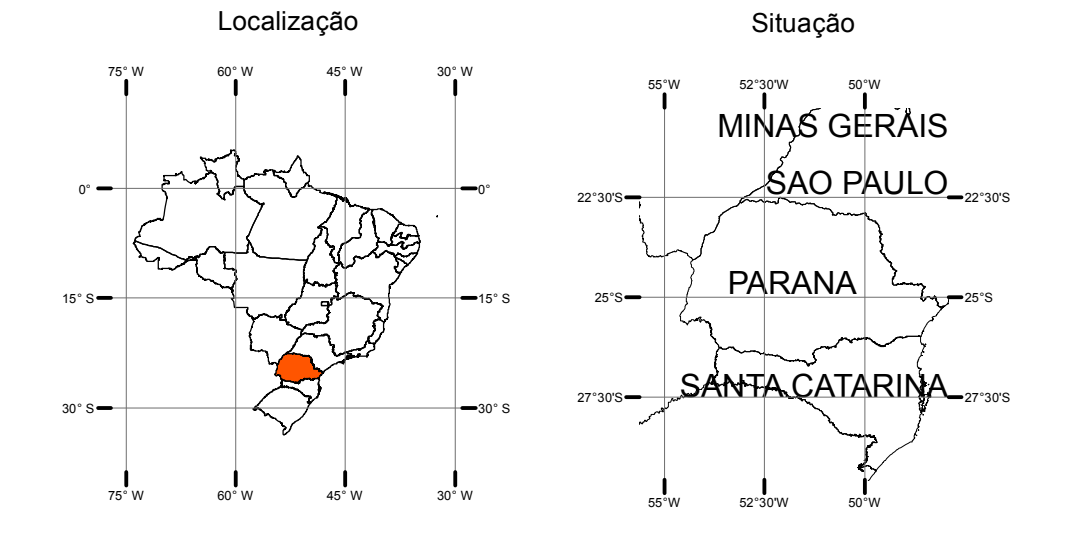 Localização
75° W 60° W 45° W 30° W
0° 0°
15° S 15° S
30° S 30° S
75° W 60° W 45° W 30° W
Situação
55°W 52°30'W 50°W
MINAS GERAIS
SAO PAULO
22°30'S 22°30'S
PARANA
25°S 25°S
SANTA CATARINA
27°30'S 27°30'S
55°W 52°30'W 50°W